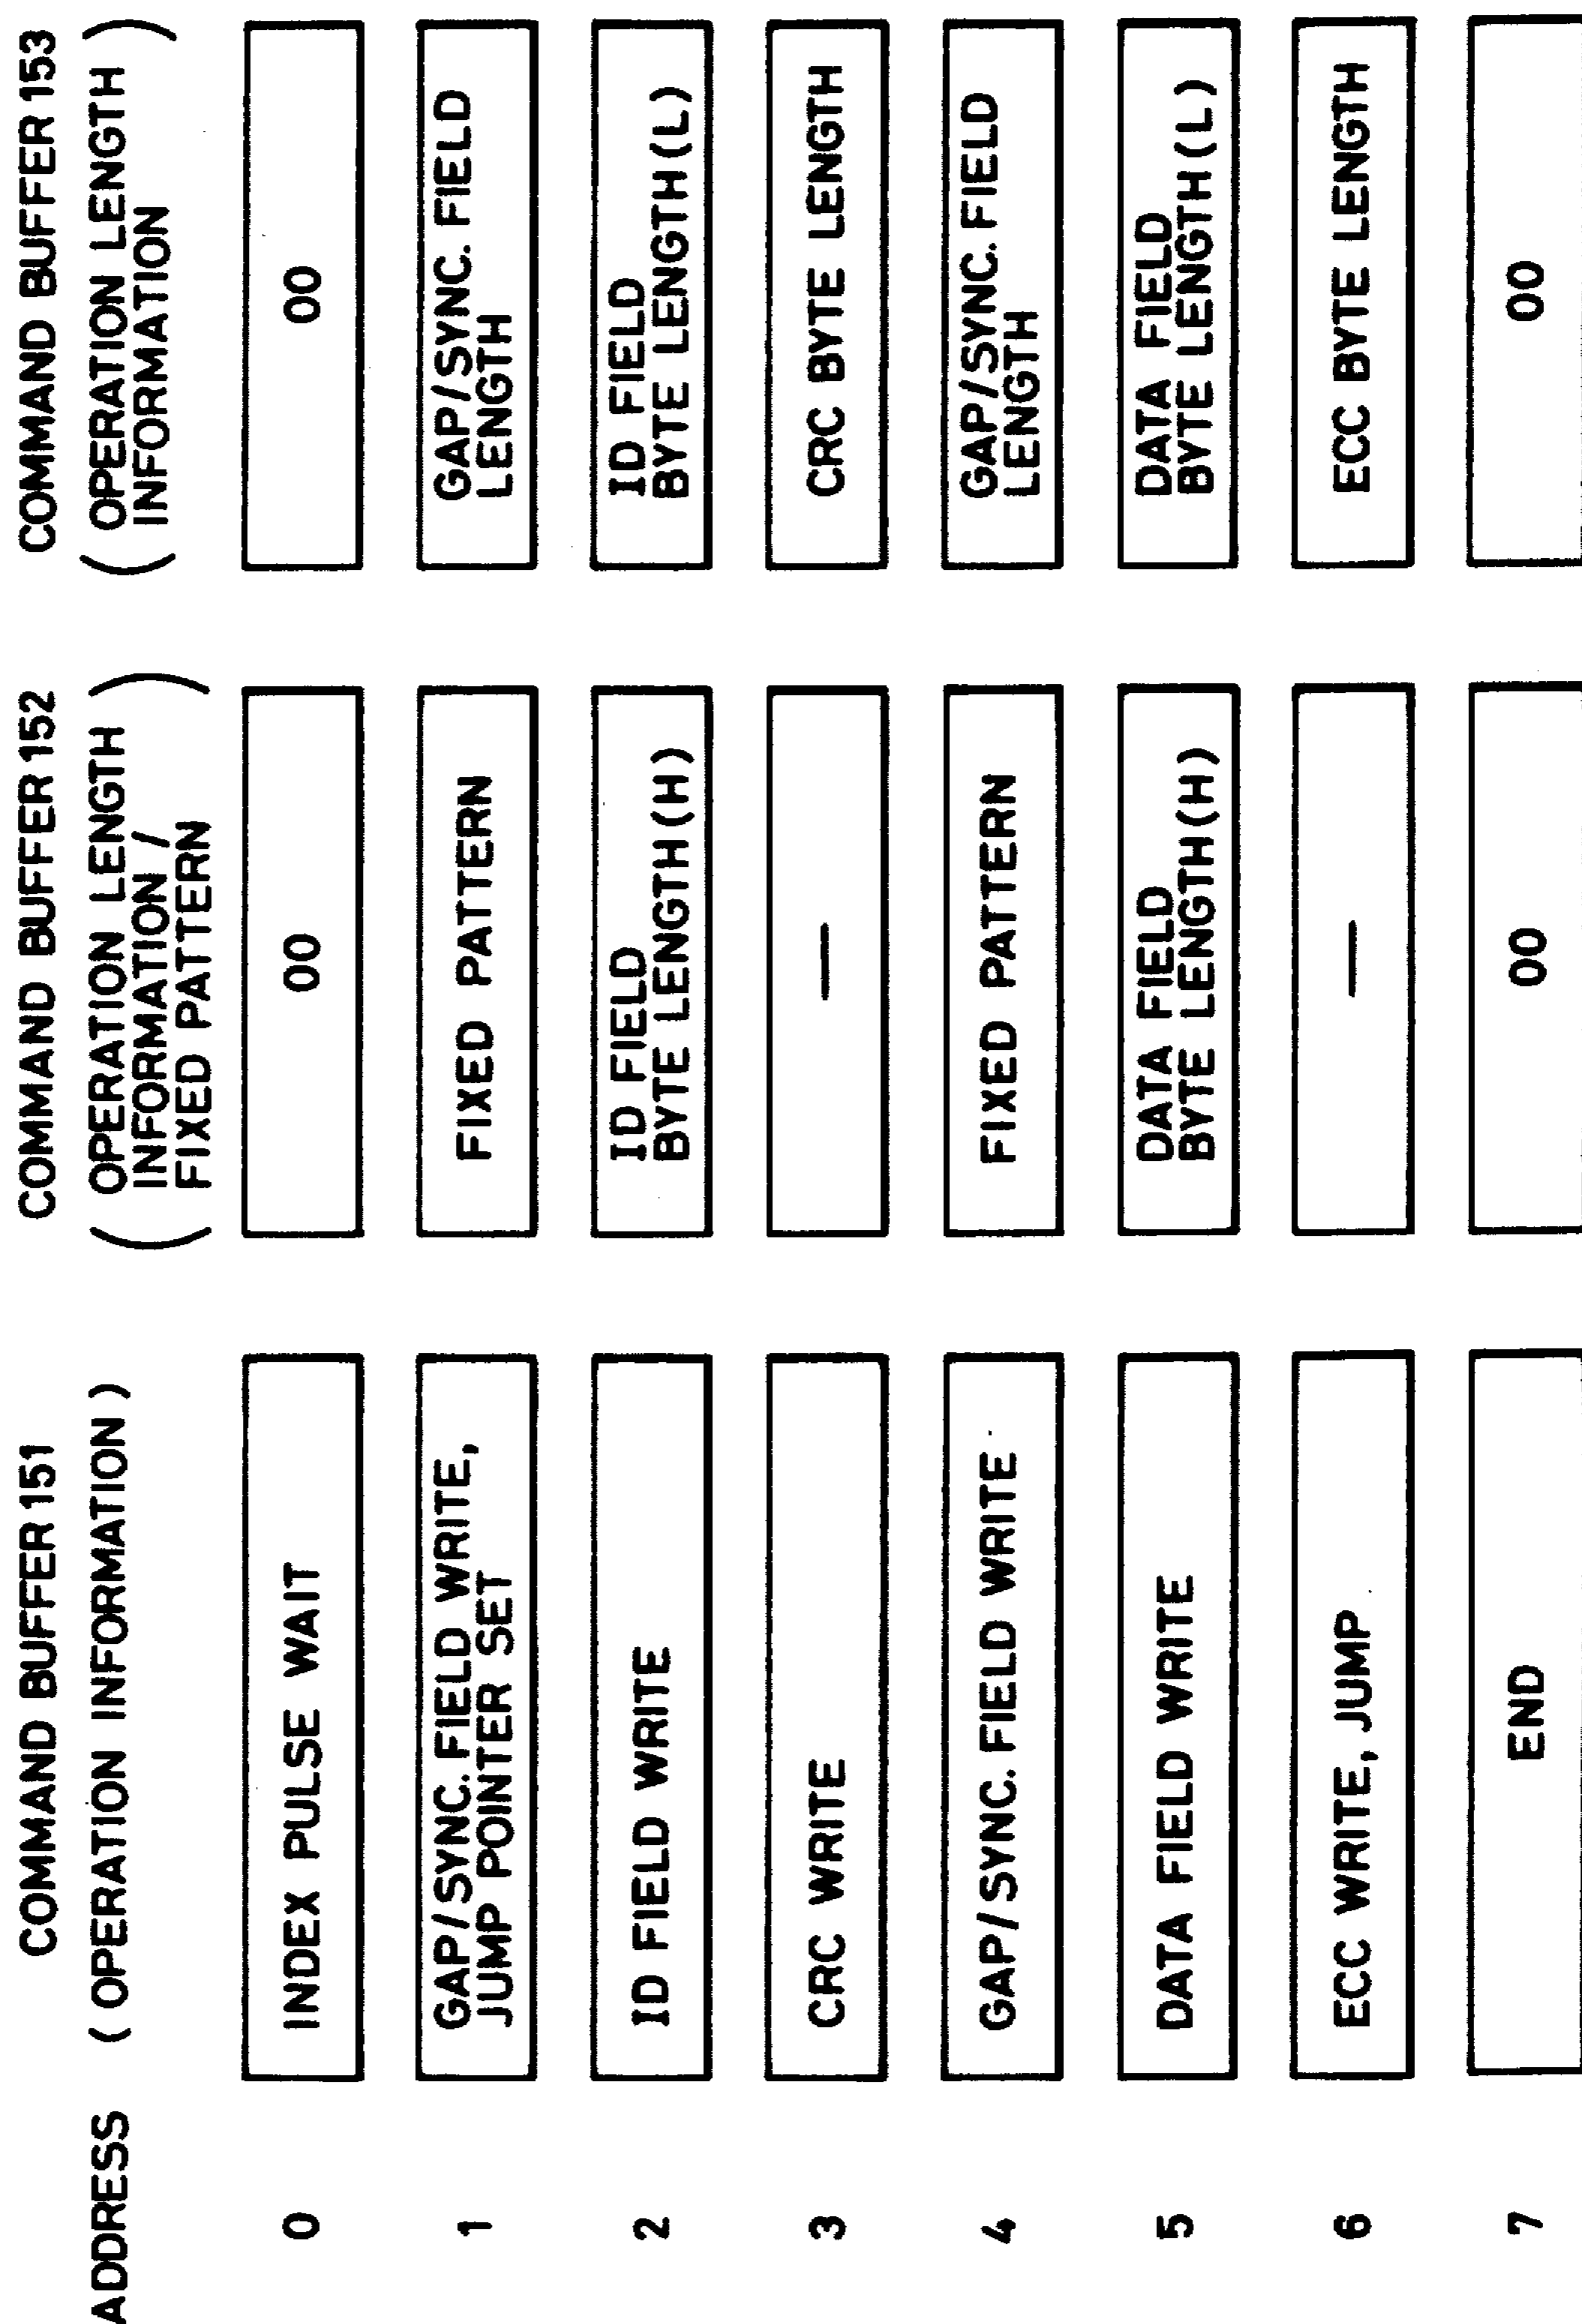 COMMAND BUFFER 151 COMMAND BUFFER 152 COMMAND BUFFER 153
ADDRESS ( OPERATION INFORMATION ) ( OPERATION LENGTH ( OPERATION LENGTH )
INFORMATION / ) INFORMATION
FIXED PATTERN
0 INDEX PULSE WAIT 00 00
1 GAP/SYNC. FIELD WRITE, FIXED PATTERN GAP/SYNC. FIELD
JUMP POINTER SET LENGTH
2 ID FIELD WRITE ID FIELD ID FIELD
BYTE LENGTH(H) BYTE LENGTH(L)
3 CRC WRITE — CRC BYTE LENGTH
4 GAP/SYNC. FIELD WRITE FIXED PATTERN GAP/SYNC. FIELD
LENGTH
5 DATA FIELD WRITE DATA FIELD DATA FIELD
BYTE LENGTH(H) BYTE LENGTH(L)
6 ECC WRITE, JUMP — ECC BYTE LENGTH
7 END 00 00